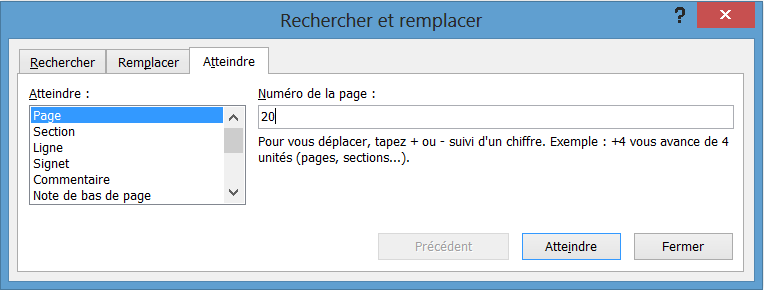 Rechercher et remplacer
?
Rechercher Remplacer Atteindre
Atteindre :
Page
Section
Ligne
Signet
Commentaire
Note de bas de page
Numéro de la page :
20
Pour vous déplacer, tapez + ou - suivi d'un chiffre. Exemple : +4 vous avance de 4
unités (pages, sections...).
Précédent Atteindre Fermer